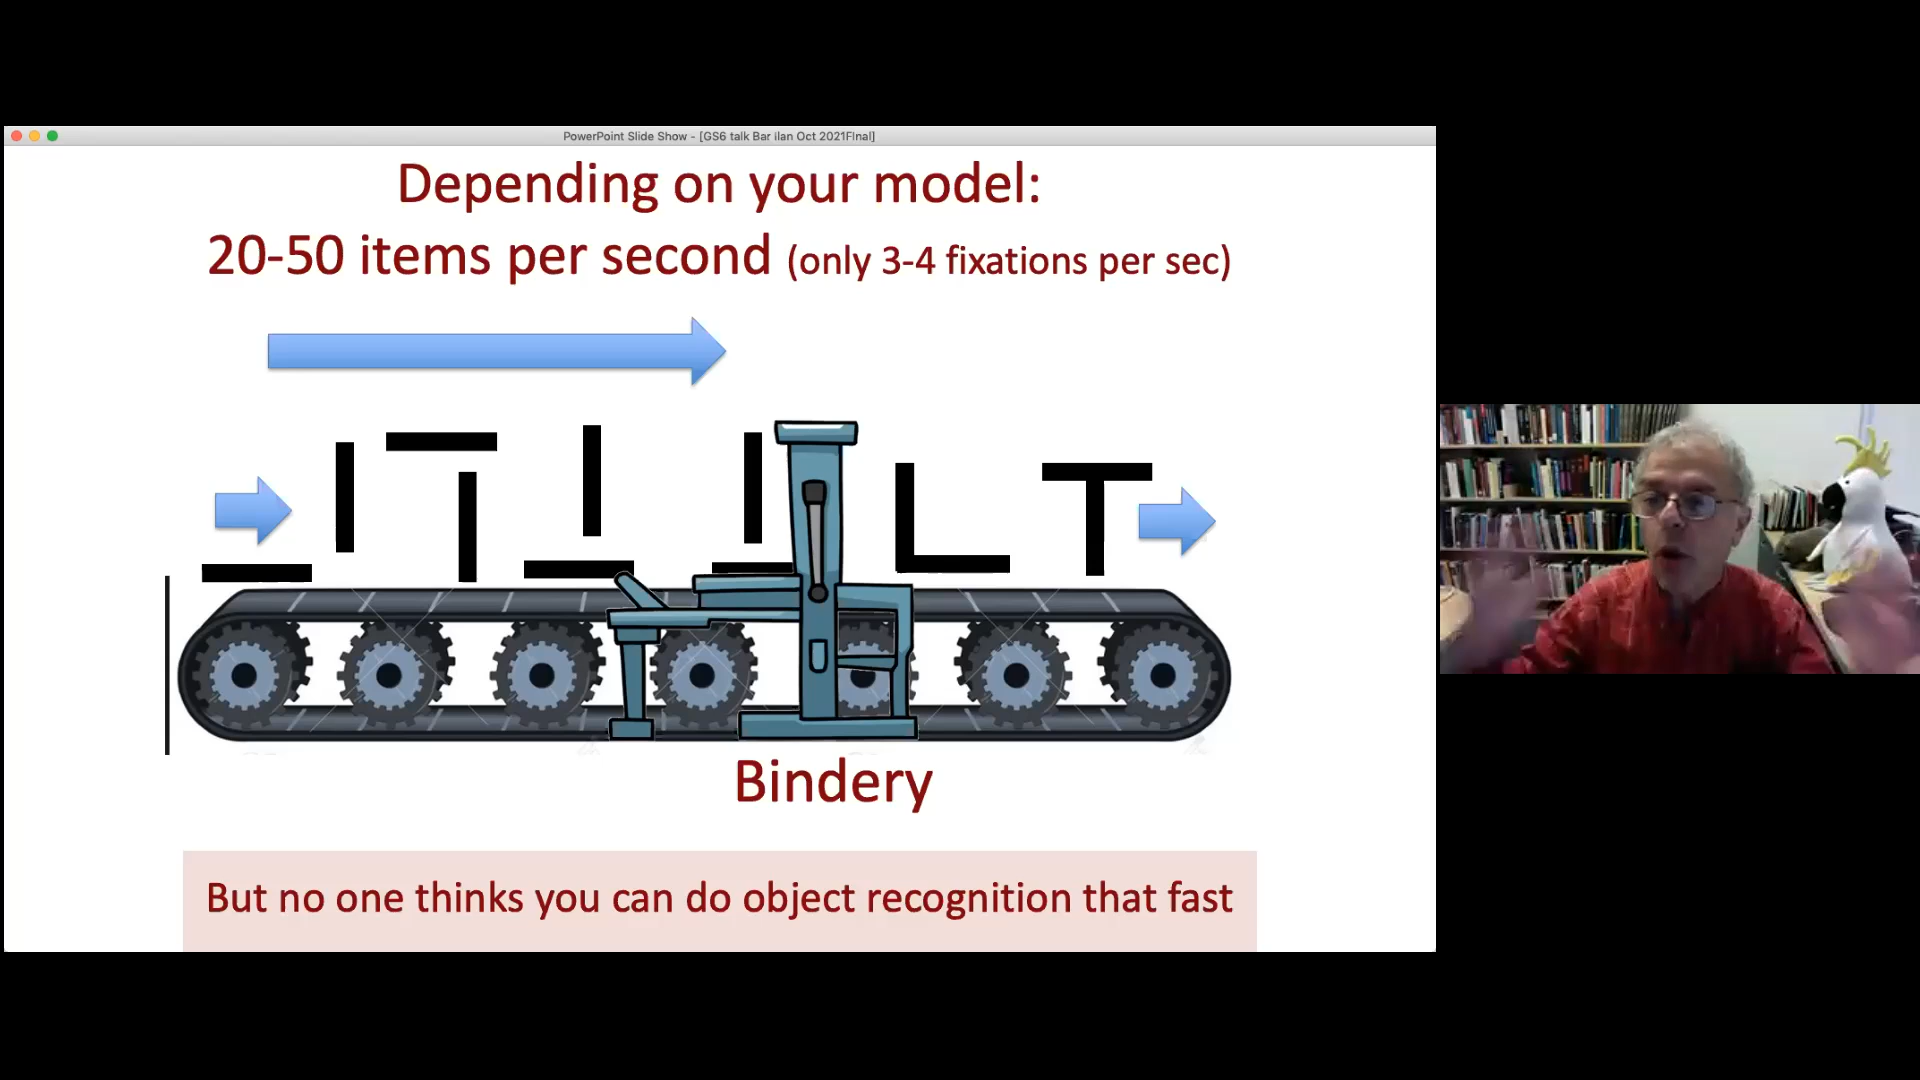 PowerPoint Slide Show - [GS6 talk Bar ilan Oct 2021FInal]
Depending on your model:
20-50 items per second (only 3-4 fixations per sec)
L T
Bindery
But no one thinks you can do object recognition that fast